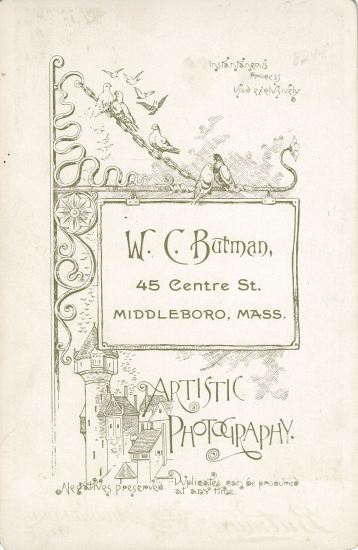 Instantaneous
Process
Used exclusively.
W. C. Butman,
45 Centre St.
MIDDLEBORO, MASS.
ARTISTIC
PHOTOGRAPHY.
Negatives preserved. Duplicates can be procured
at any time.